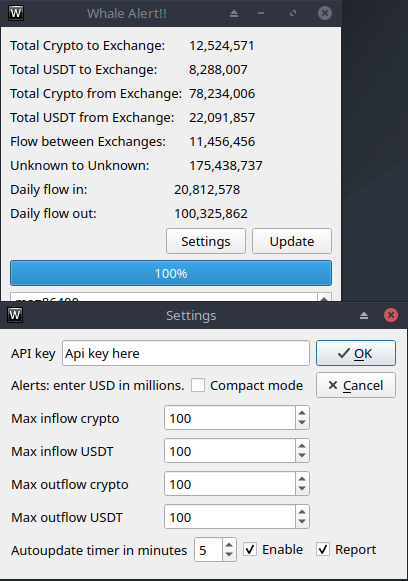 W Whale Alert!!
Total Crypto to Exchange: 12,524,571
Total USDT to Exchange: 8,288,007
Total Crypto from Exchange: 78,234,006
Total USDT from Exchange: 22,091,857
Flow between Exchanges: 11,456,456
Unknown to Unknown: 175,438,737
Daily flow in: 20,812,578
Daily flow out: 100,325,862
Settings Update
100%
W Settings
API key Api key here OK
Alerts: enter USD in millions. Compact mode Cancel
Max inflow crypto 100
Max inflow USDT 100
Max outflow crypto 100
Max outflow USDT 100
Autoupdate timer in minutes 5 Enable Report